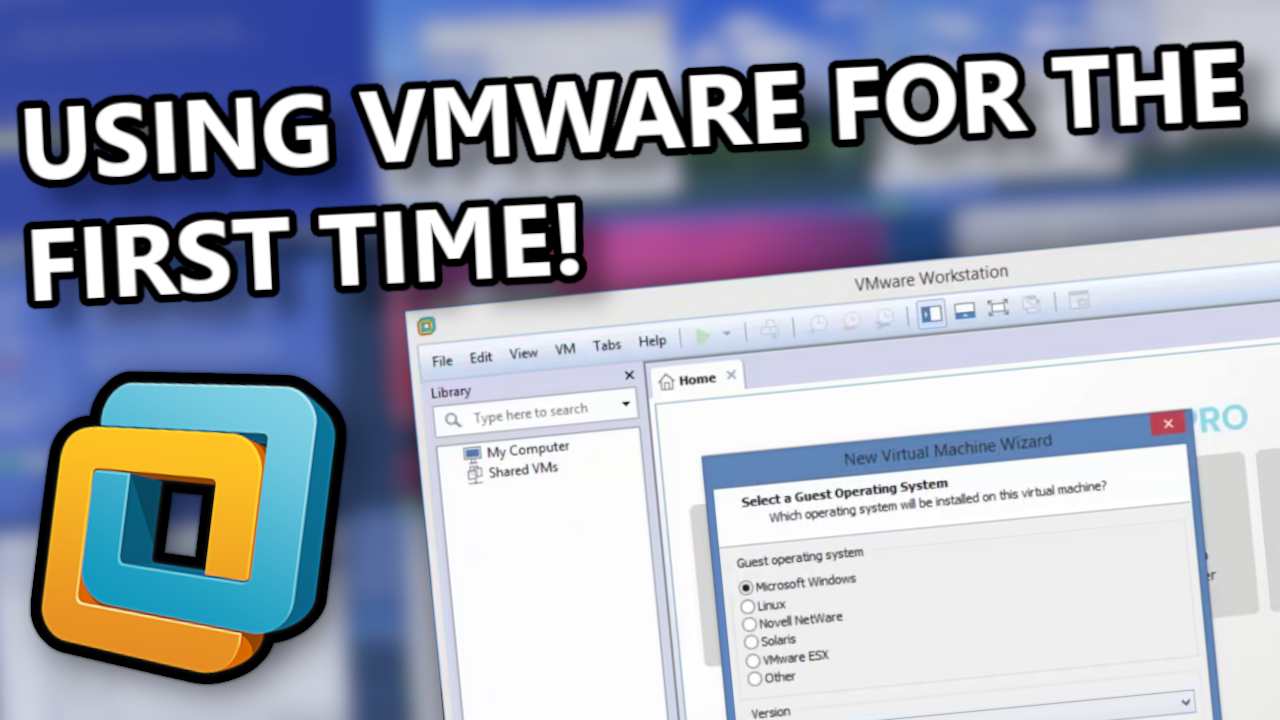 USING VMWARE FOR THE
FIRST TIME!
VMware Workstation
File Edit View VM Tabs Help
Library
Type here to search
My Computer
Shared VMs
Home
PRO
New Virtual Machine Wizard
Select a Guest Operating System
Which operating system will be installed on this virtual machine?
Guest operating system
Microsoft Windows
Linux
Novell NetWare
Solaris
VMware ESX
Other
Version